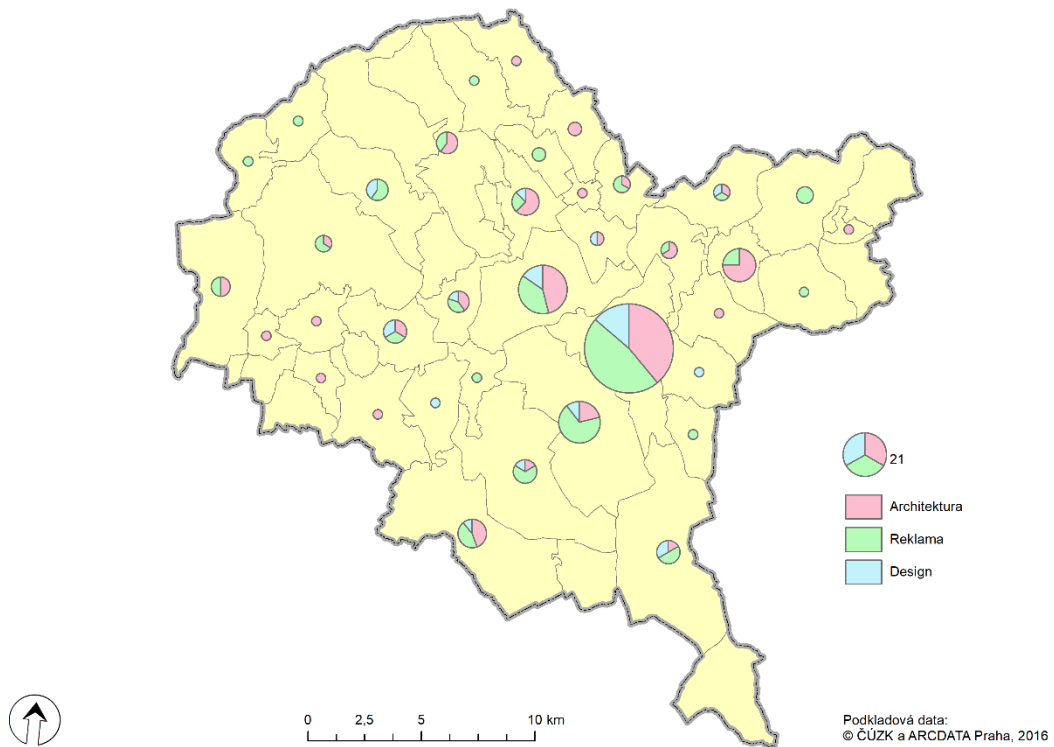 21
Architektura
Reklama
Design
0 2,5 5 10 km
Podkladová data:
© ČÚZK a ARCDATA Praha, 2016